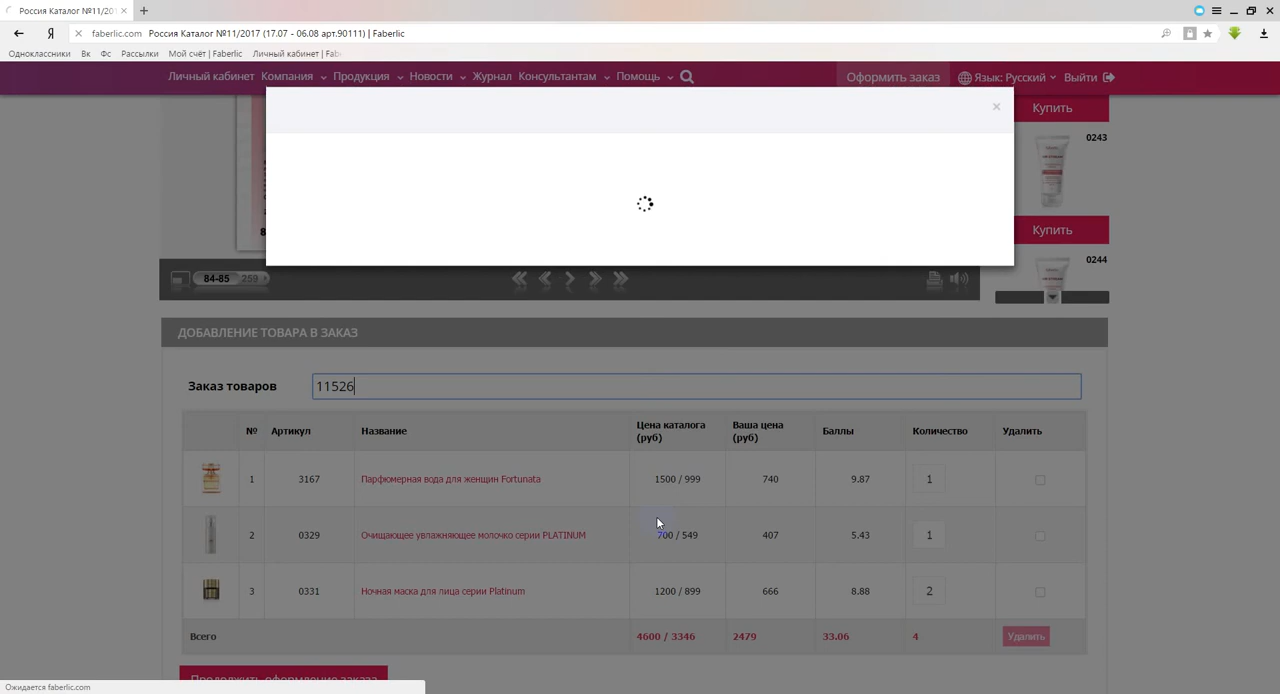 Россия Каталог №11/201
faberlic.com Россия Каталог №11/2017 (17.07 - 06.08 арт.90111) | Faberlic
Одноклассники Вк Фс Рассылки Мой счёт | Faberlic Личный кабинет | Fab
Личный кабинет Компания Продукция Новости Журнал Консультантам Помощь Оформить заказ Язык: Русский Выйти
Купить
0243
Купить
0244
84-85 259
ДОБАВЛЕНИЕ ТОВАРА В ЗАКАЗ
Заказ товаров 11526
№ Артикул Название Цена каталога (руб) Ваша цена (руб) Баллы Количество Удалить
1 3167 Парфюмерная вода для женщин Fortunata 1500 / 999 740 9.87 1
2 0329 Очищающее увлажняющее молочко серии PLATINUM 700 / 549 407 5.43 1
3 0331 Ночная маска для лица серии Platinum 1200 / 899 666 8.88 2
Всего 4600 / 3346 2479 33.06 4 Удалить
Продолжить оформление заказа
Ожидается faberlic.com